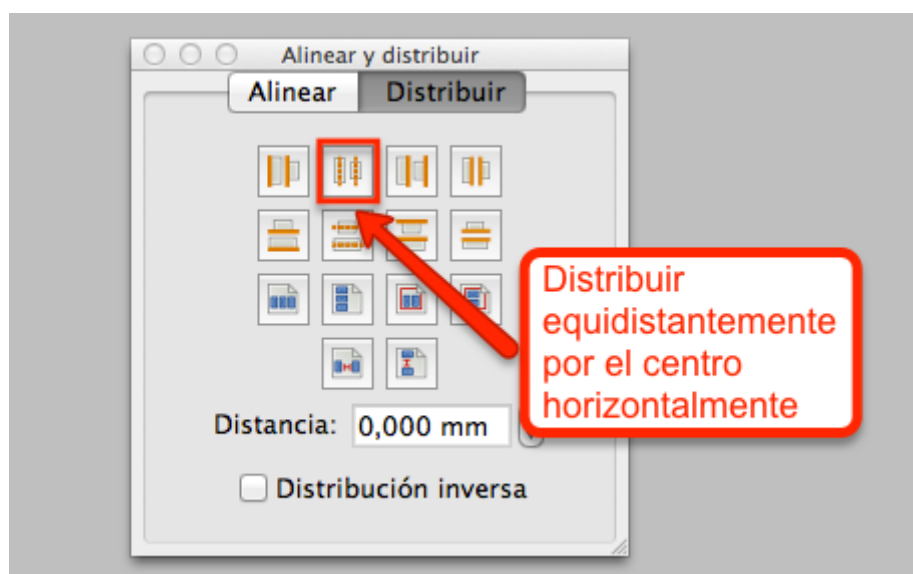 Alinear y distribuir
Alinear Distribuir
Distribuir
equidistantemente
por el centro
horizontalmente
Distancia: 0,000 mm
Distribución inversa